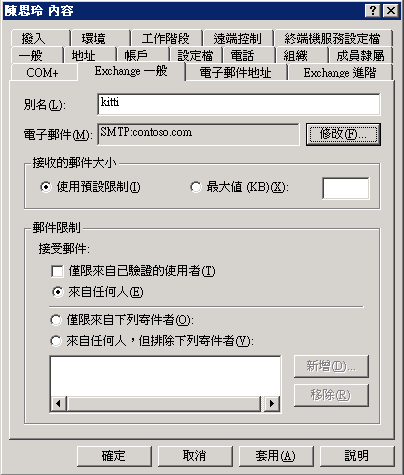 陳思玲 內容
撥入 環境 工作階段 遠端控制 終端機服務設定檔
一般 地址 帳戶 設定檔 電話 組織 成員隸屬
COM+ Exchange 一般 電子郵件地址 Exchange 進階
別名(L): kitti
電子郵件(M): SMTP:contoso.com 修改(F)...
接收的郵件大小
使用預設限制(I) 最大值 (KB)(X):
郵件限制
接受郵件:
僅限來自已驗證的使用者(T)
來自任何人(E)
僅限來自下列寄件者(O):
來自任何人，但排除下列寄件者(Y):
新增(D)...
移除(R)
確定 取消 套用(A) 說明